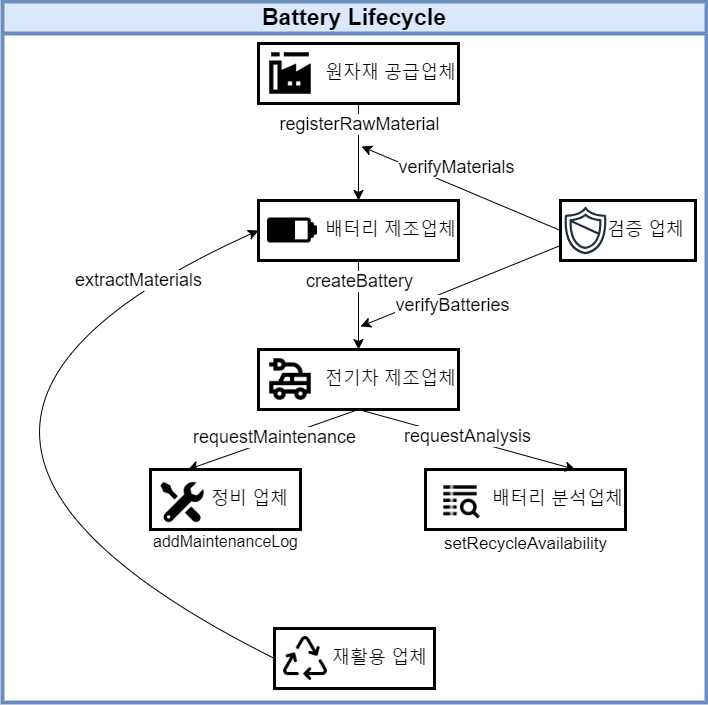 Battery Lifecycle
원자재 공급업체
registerRawMaterial
verifyMaterials
배터리 제조업체
검증 업체
extractMaterials
createBattery
verifyBatteries
전기차 제조업체
requestMaintenance
requestAnalysis
정비 업체
배터리 분석업체
addMaintenanceLog
setRecycleAvailability
재활용 업체